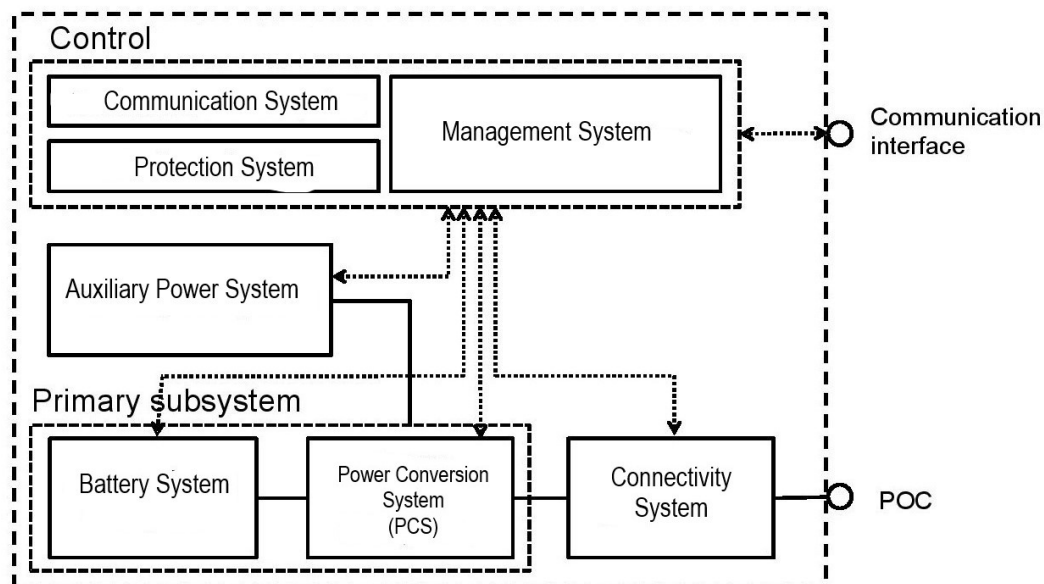 Control
Communication System
Protection System
Management System
Communication
interface
Auxiliary Power System
Primary subsystem
Battery System
Power Conversion
System
(PCS)
Connectivity
System
POC